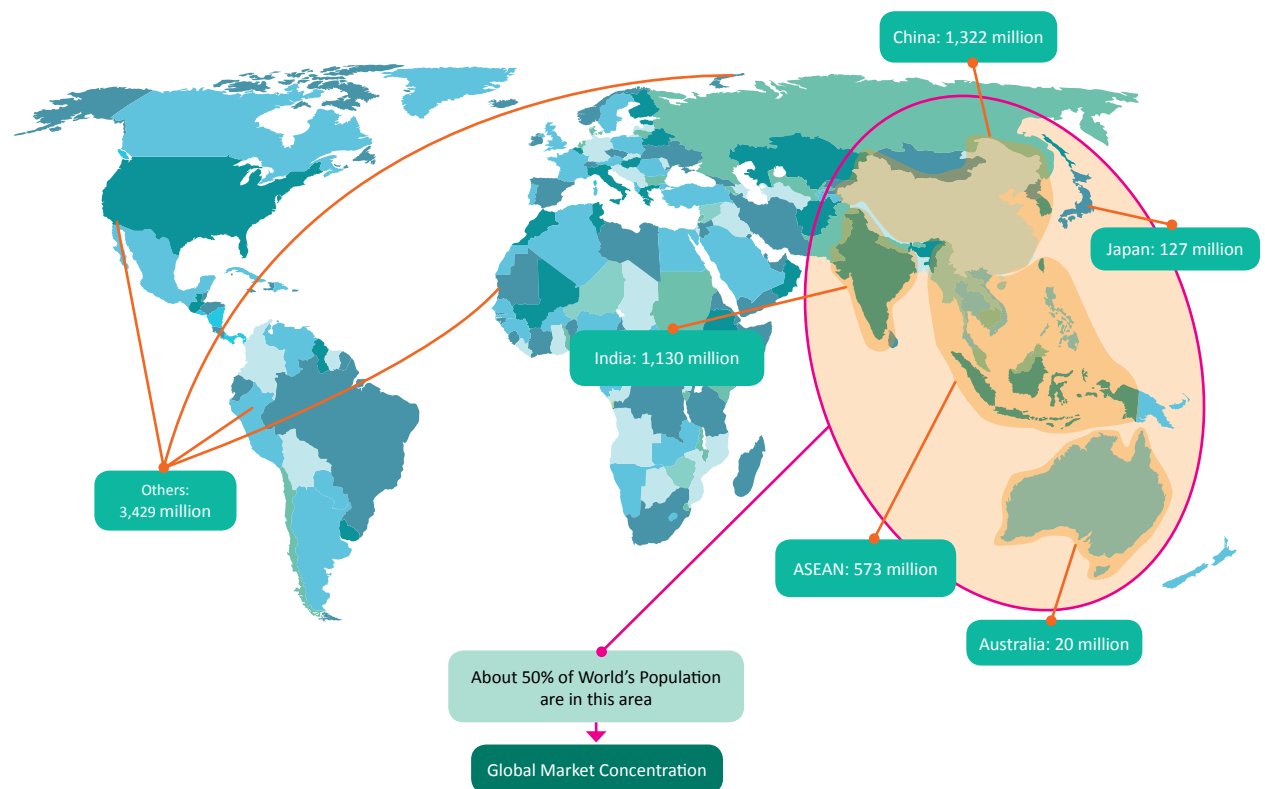 China: 1,322 million
Japan: 127 million
India: 1,130 million
Others:
3,429 million
ASEAN: 573 million
Australia: 20 million
About 50% of World’s Population
are in this area
Global Market Concentration